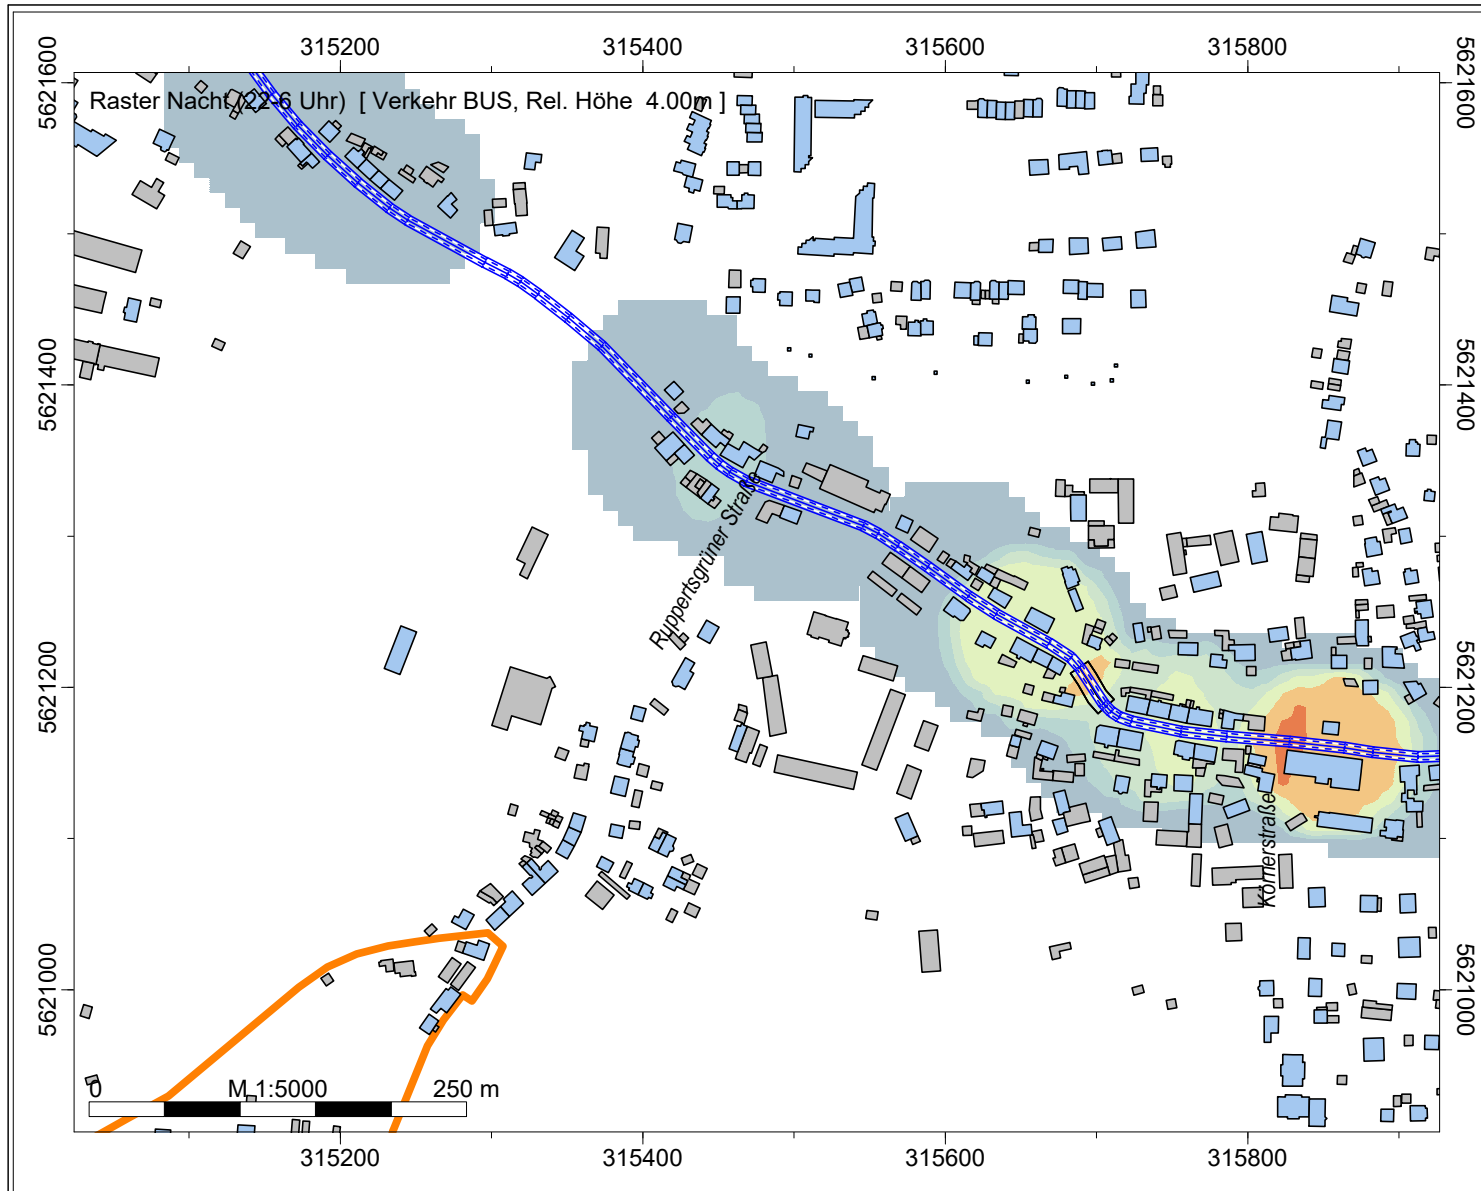 315200 315400 315600 315800
5621600 5621600
Raster Nacht (22-6 Uhr) [ Verkehr BUS, Rel. Höhe 4.00m ]
5621400 5621400
Ruppertsgrüner Straße
5621200 5621200
Körnerstraße
5621000 5621000
0 M 1:5000 250 m
315200 315400 315600 315800